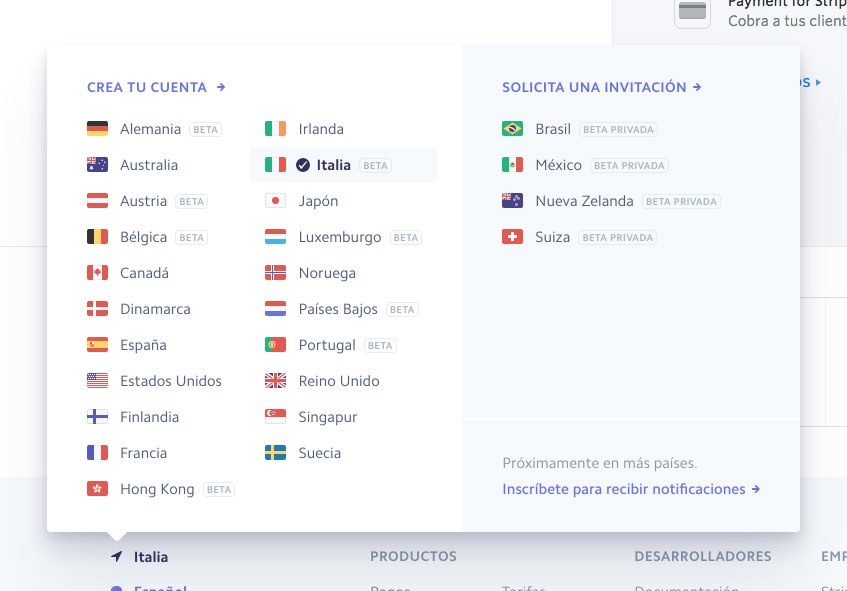 Payment for Strip
Cobra a tus client
OS
CREA TU CUENTA
Alemania BETA
Australia
Austria BETA
Bélgica BETA
Canadá
Dinamarca
España
Estados Unidos
Finlandia
Francia
Hong Kong BETA
Irlanda
Italia BETA
Japón
Luxemburgo BETA
Noruega
Países Bajos BETA
Portugal BETA
Reino Unido
Singapur
Suecia
SOLICITA UNA INVITACIÓN
Brasil BETA PRIVADA
México BETA PRIVADA
Nueva Zelanda BETA PRIVADA
Suiza BETA PRIVADA
Próximamente en más países.
Inscríbete para recibir notificaciones
Italia
Español
PRODUCTOS
Pagos
Tarifas
DESARROLLADORES
Documentación
EMP
Strip